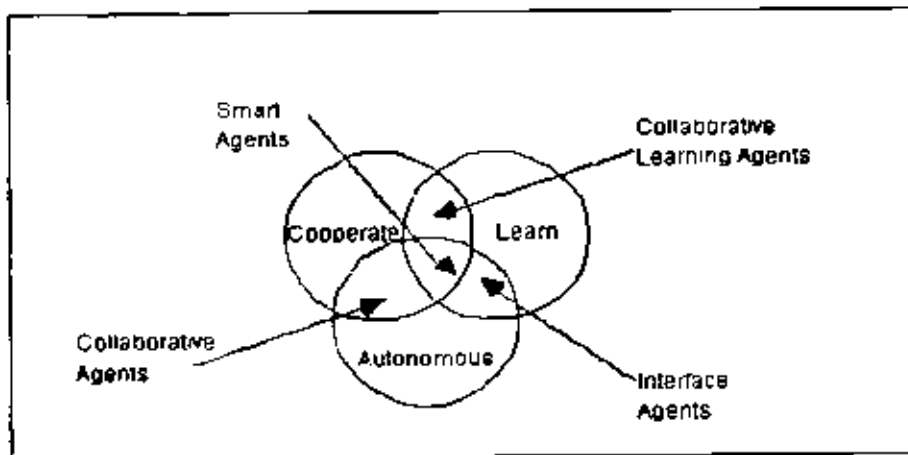 Smart
Agents
Collaborative
Learning Agents
Cooperate
Learn
Collaborative
Agents
Autonomous
Interface
Agents